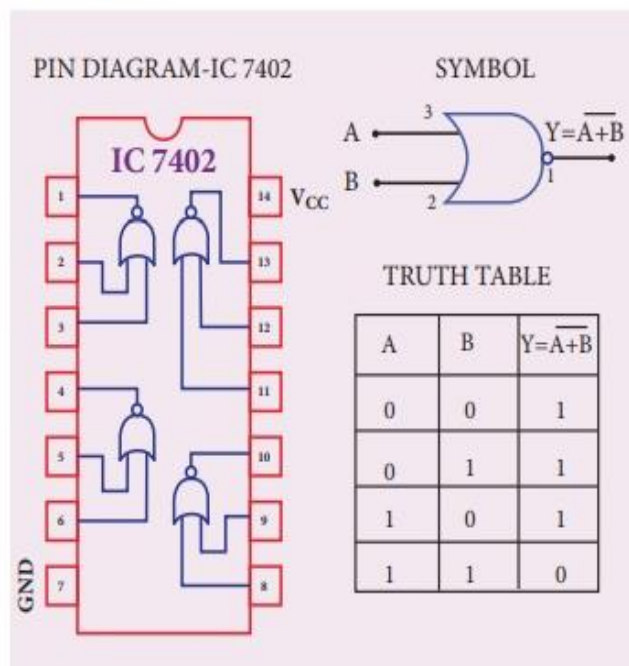 PIN DIAGRAM-IC 7402
IC 7402
1
14
V_CC
2
13
3
12
4
11
5
10
6
9
GND
7
8
SYMBOL
A
3
Y=A̅+̅B̅
B
2
1
TRUTH TABLE
A B Y=A̅+̅B̅
0 0 1
0 1 1
1 0 1
1 1 0